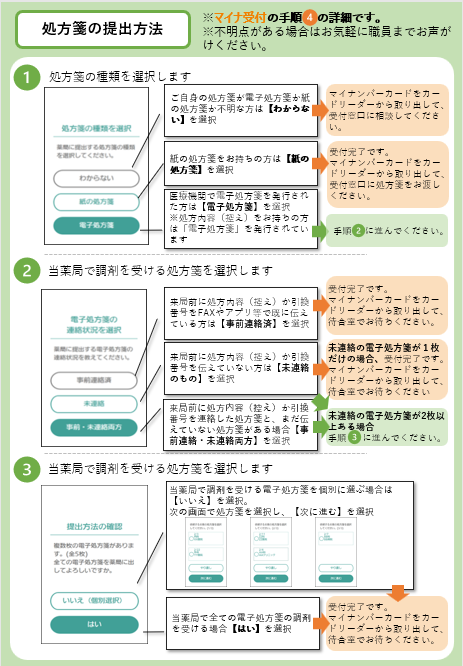 処方箋の提出方法
※マイナ受付の手順④の詳細です。
※不明点がある場合はお気軽に職員までお声が
けください。
1 処方箋の種類を選択します
処方箋の種類を選択
薬局に提出する処方箋の種類
を選択してください。
わからない
紙の処方箋
電子処方箋
ご自身の処方箋が電子処方箋か紙
の処方箋か不明な方は【わからな
い】を選択
マイナンバーカードをカー
ドリーダーから取り出して、
受付窓口に相談してくださ
い。
紙の処方箋をお持ちの方は【紙の
処方箋】を選択
受付完了です。
マイナンバーカードをカー
ドリーダーから取り出して、
受付窓口に処方箋をお渡し
ください。
医療機関で電子処方箋を発行され
た方は【電子処方箋】を選択
※処方内容（控え）をお持ちの方
は「電子処方箋」を発行されてい
ます
手順②に進んでください。
2 当薬局で調剤を受ける処方箋を選択します
電子処方箋の
連絡状況を選択
薬局に提出する電子処方箋の
連絡状況を教えてください。
事前連絡済
未連絡
事前・未連絡両方
来局前に処方内容（控え）か引換
番号をFAXやアプリ等で既に伝え
ている方は【事前連絡済】を選択
受付完了です。
マイナンバーカードをカー
ドリーダーから取り出して、
待合室でお待ちください。
来局前に処方内容（控え）か引換
番号を伝えていない方は【未連絡
のもの】を選択
未連絡の電子処方箋が１枚
だけの場合、受付完了です。
マイナンバーカードをカー
ドリーダーから取り出して
待合室でお待ちください
来局前に処方内容（控え）か引換
番号を連絡した処方箋と、まだ伝
えていない処方箋がある場合【事
前連絡・未連絡両方】を選択
未連絡の電子処方箋が2枚以
上ある場合
手順③に進んでください。
3 当薬局で調剤を受ける処方箋を選択します
提出方法の確認
複数枚の電子処方箋がありま
す。(全5枚)
全ての電子処方箋を薬局に出
してよろしいですか。
いいえ（個別選択）
はい
当薬局で調剤を受ける電子処方箋を個別に選ぶ場合は
【いいえ】を選択。
次の画面で処方箋を選択し、【次に進む】を選択
当薬局で全ての電子処方箋の調剤
を受ける場合【はい】を選択
受付完了です。
マイナンバーカードをカー
ドリーダーから取り出して、
待合室でお待ちください。